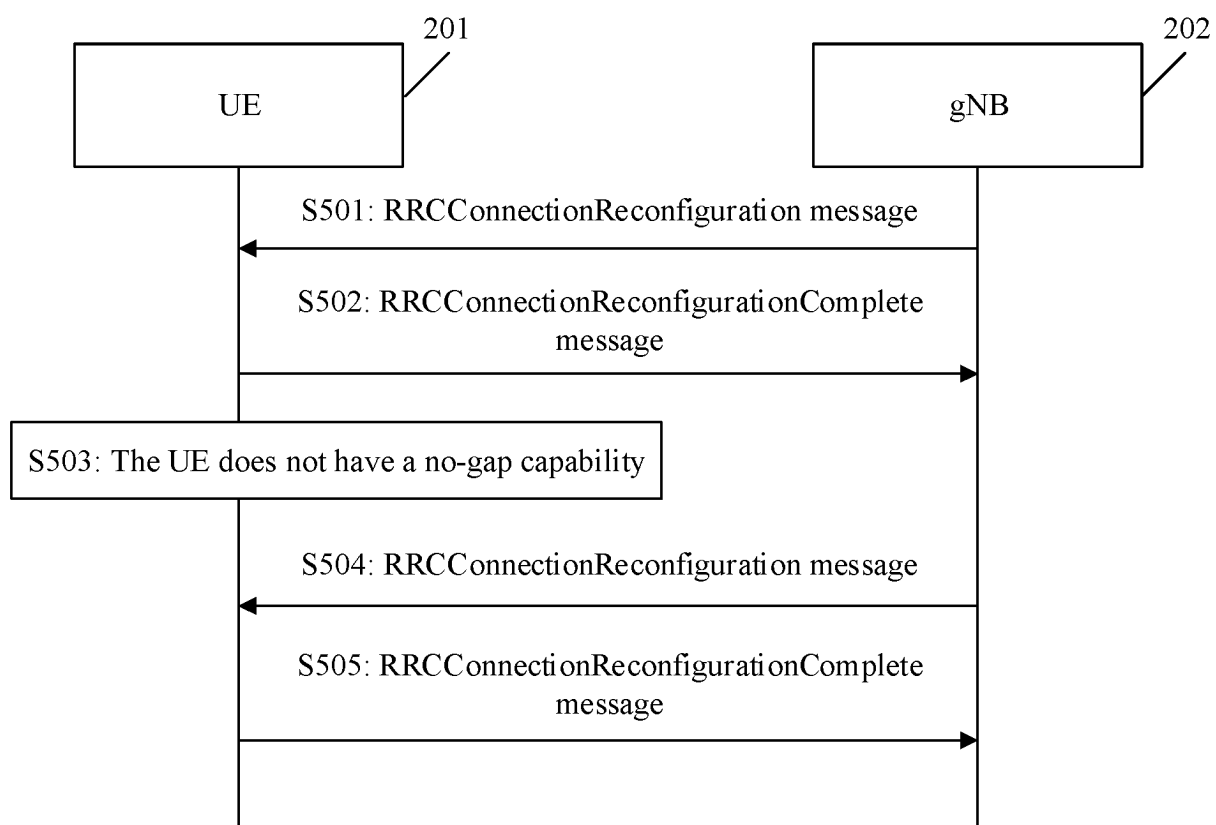 201
202
UE
gNB
S501: RRCConnectionReconfiguration message
S502: RRCConnectionReconfigurationComplete
message
S503: The UE does not have a no-gap capability
S504: RRCConnectionReconfiguration message
S505: RRCConnectionReconfigurationComplete
message